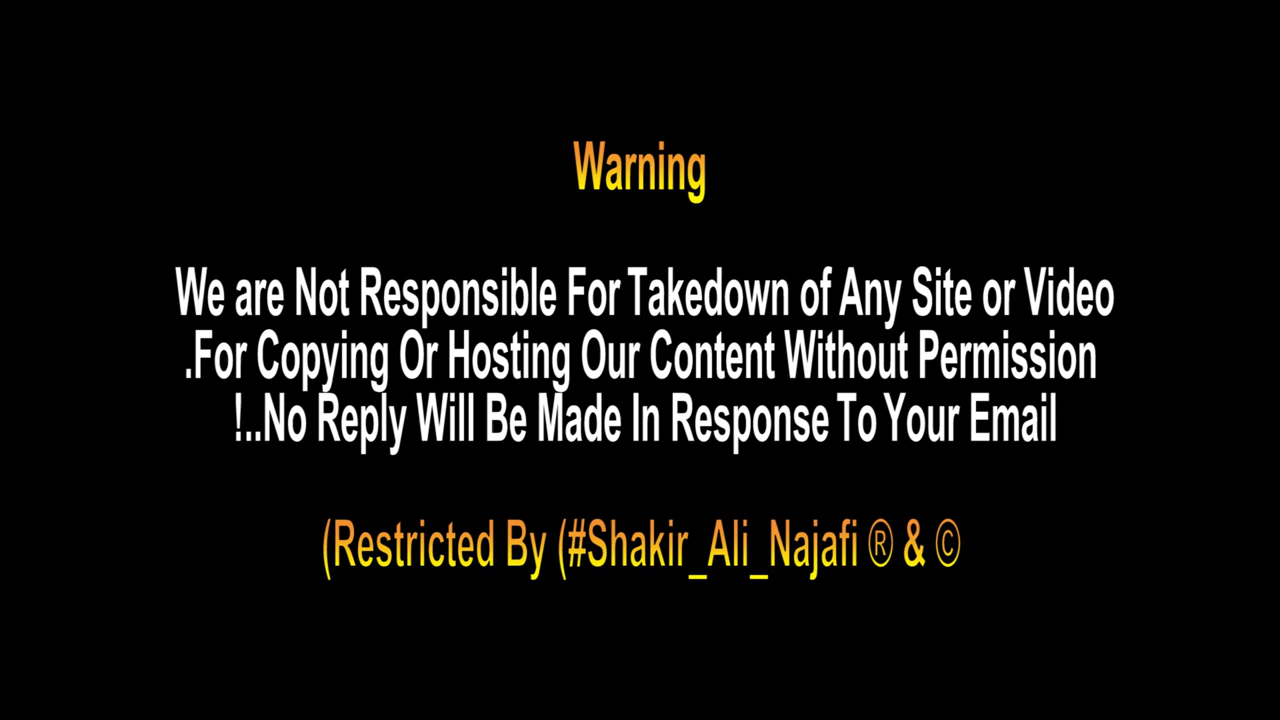 Warning
We are Not Responsible For Takedown of Any Site or Video
.For Copying Or Hosting Our Content Without Permission
!..No Reply Will Be Made In Response To Your Email
(Restricted By (#Shakir_Ali_Najafi ® & ©